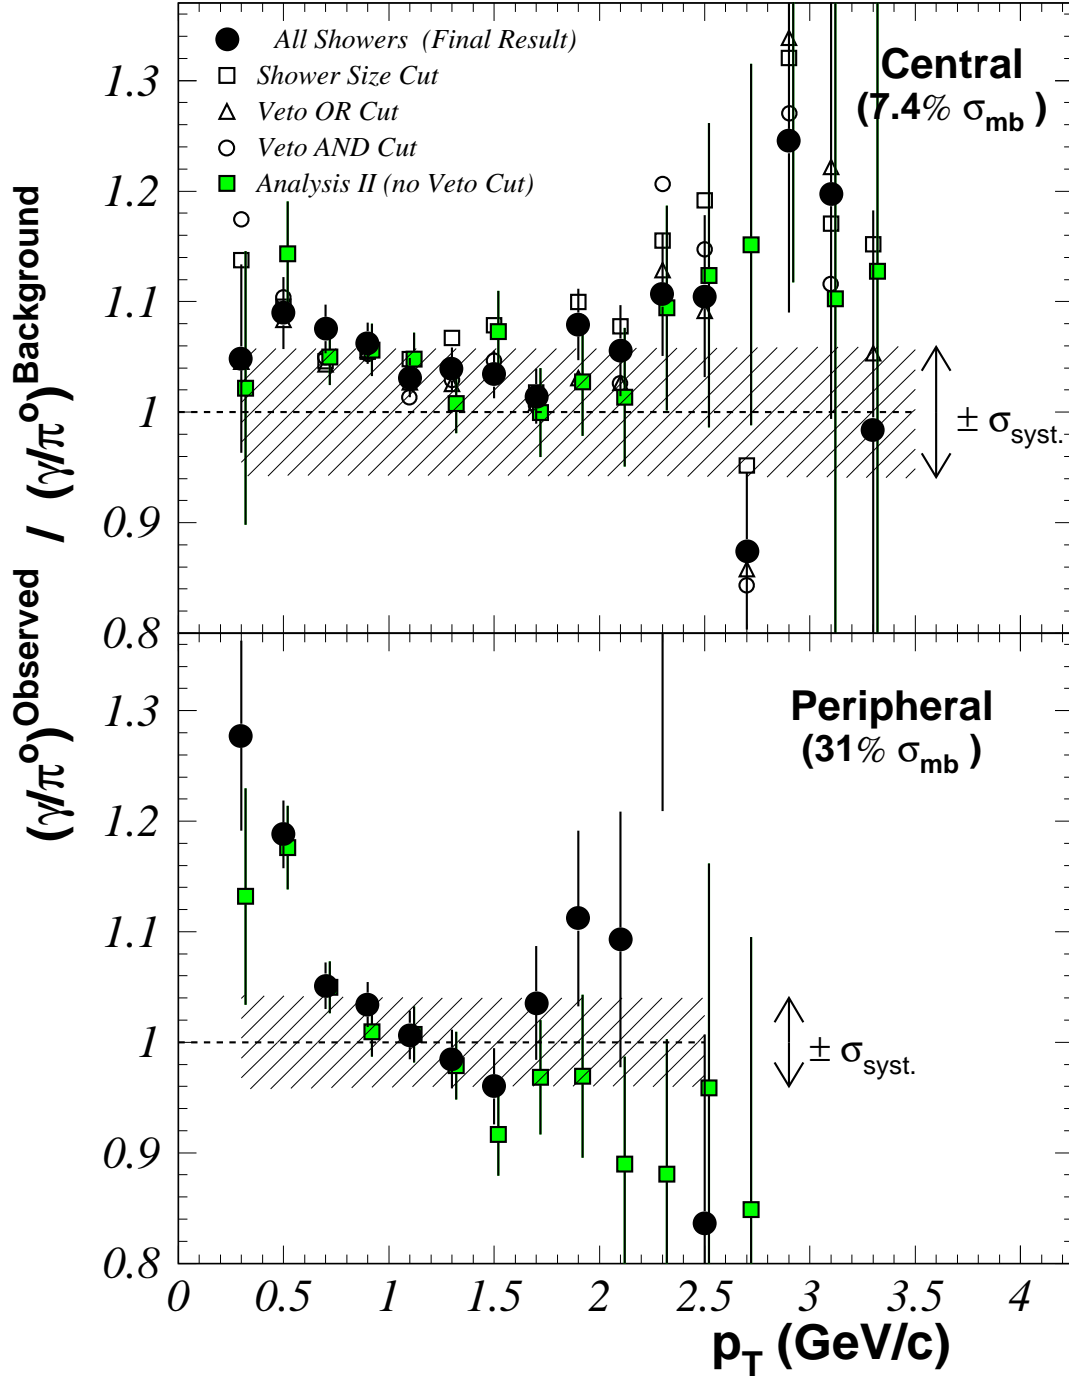 All Showers (Final Result)
Shower Size Cut
Veto OR Cut
Veto AND Cut
Analysis II (no Veto Cut)
Central
(7.4% σmb )
1.3
1.2
1.1
1
0.9
0.8
± σsyst.
(γ/π⁰)Observed / (γ/π⁰)Background
Peripheral
(31% σmb )
1.3
1.2
1.1
1
0.9
0.8
± σsyst.
0 0.5 1 1.5 2 2.5 3 3.5 4
pT (GeV/c)